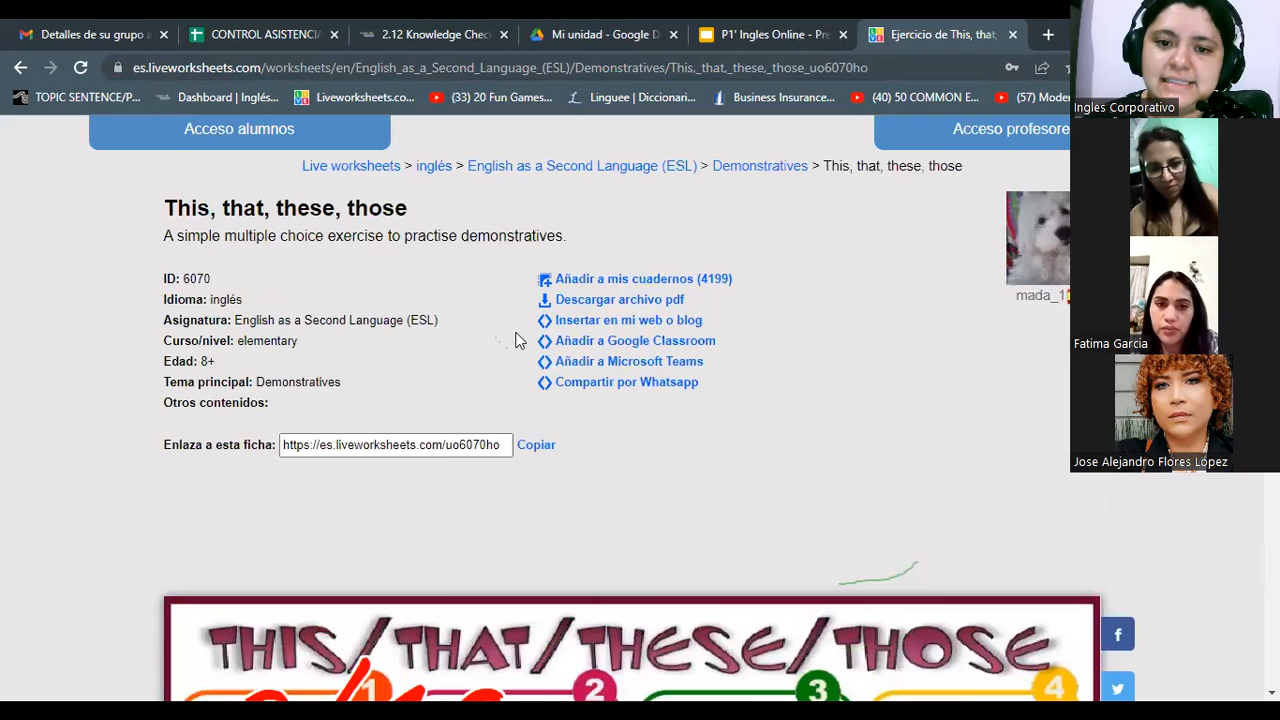 Detalles de su grupo
CONTROL ASISTENCIA
2.12 Knowledge Chec
Mi unidad - Google D
P1' Ingles Online - Pre
Ejercicio de This, that,
es.liveworksheets.com/worksheets/en/English_as_a_Second_Language_(ESL)/Demonstratives/This,_that,_these,_those_uo6070ho
TOPIC SENTENCE/P...
Dashboard | Inglés...
Liveworksheets.co...
(33) 20 Fun Games...
Linguee | Diccionari...
Business Insurance...
(40) 50 COMMON E...
(57) Moder
Ingles Corporativo
Acceso alumnos
Acceso profesore
Live worksheets > inglés > English as a Second Language (ESL) > Demonstratives > This, that, these, those
This, that, these, those
A simple multiple choice exercise to practise demonstratives.
ID: 6070
Idioma: inglés
Asignatura: English as a Second Language (ESL)
Curso/nivel: elementary
Edad: 8+
Tema principal: Demonstratives
Otros contenidos:
Añadir a mis cuadernos (4199)
Descargar archivo pdf
Insertar en mi web o blog
Añadir a Google Classroom
Añadir a Microsoft Teams
Compartir por Whatsapp
mada_1
Fatima Garcia
Jose Alejandro Flores López
Enlaza a esta ficha: https://es.liveworksheets.com/uo6070ho Copiar
THIS/THAT/THESE/THOSE
1 2 3 4